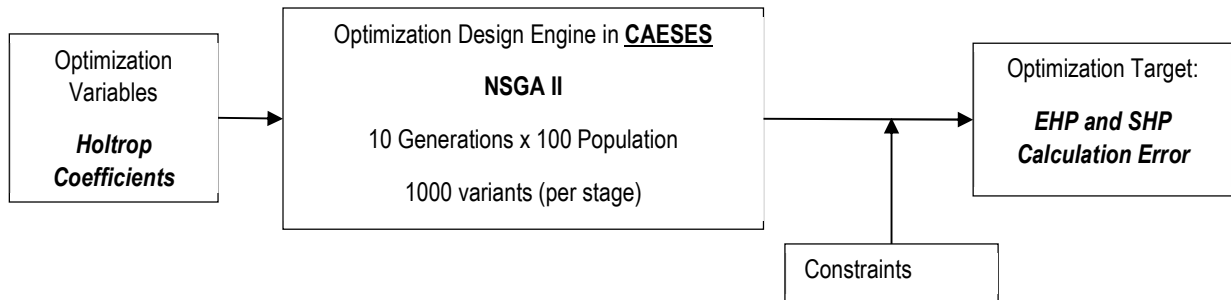 Optimization
Variables
Holtrop
Coefficients
Optimization Design Engine in CAESES
NSGA II
10 Generations x 100 Population
1000 variants (per stage)
Optimization Target:
EHP and SHP
Calculation Error
Constraints